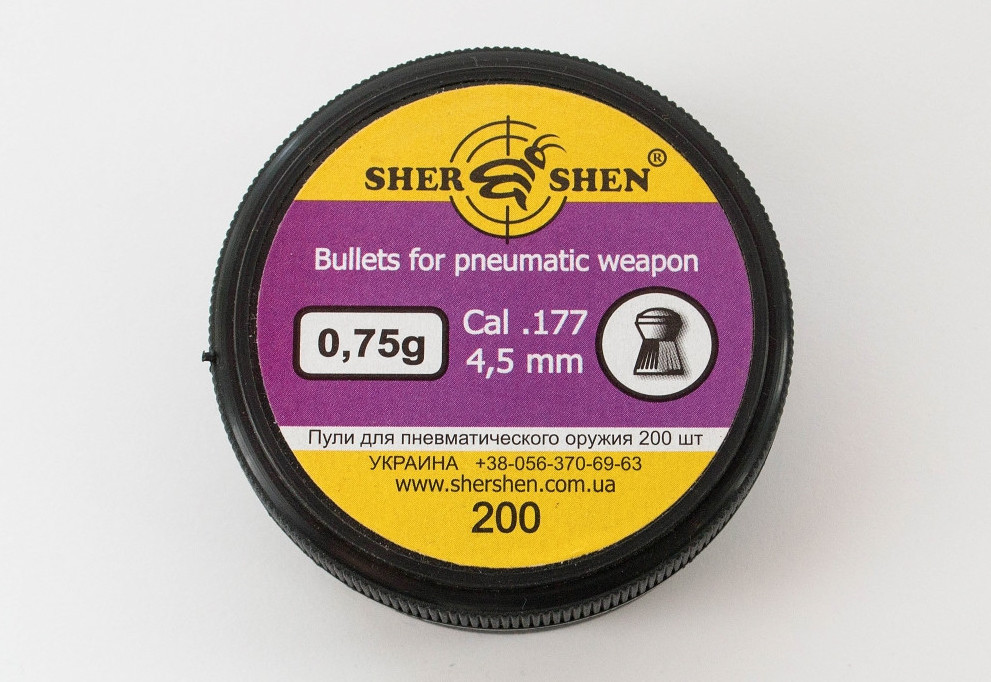 SHER SHEN ®
Bullets for pneumatic weapon
0,75g
Cal .177
4,5 mm
Пули для пневматического оружия 200 шт
УКРАИНА +38-056-370-69-63
www.shershen.com.ua
200